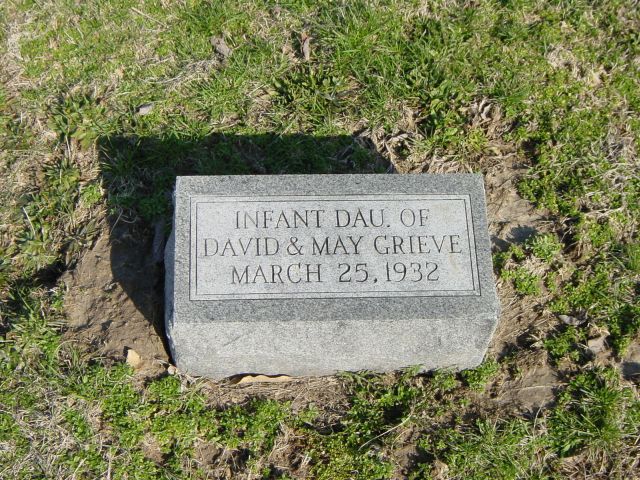 INFANT DAU. OF
DAVID & MAY GRIEVE
MARCH 25, 1932